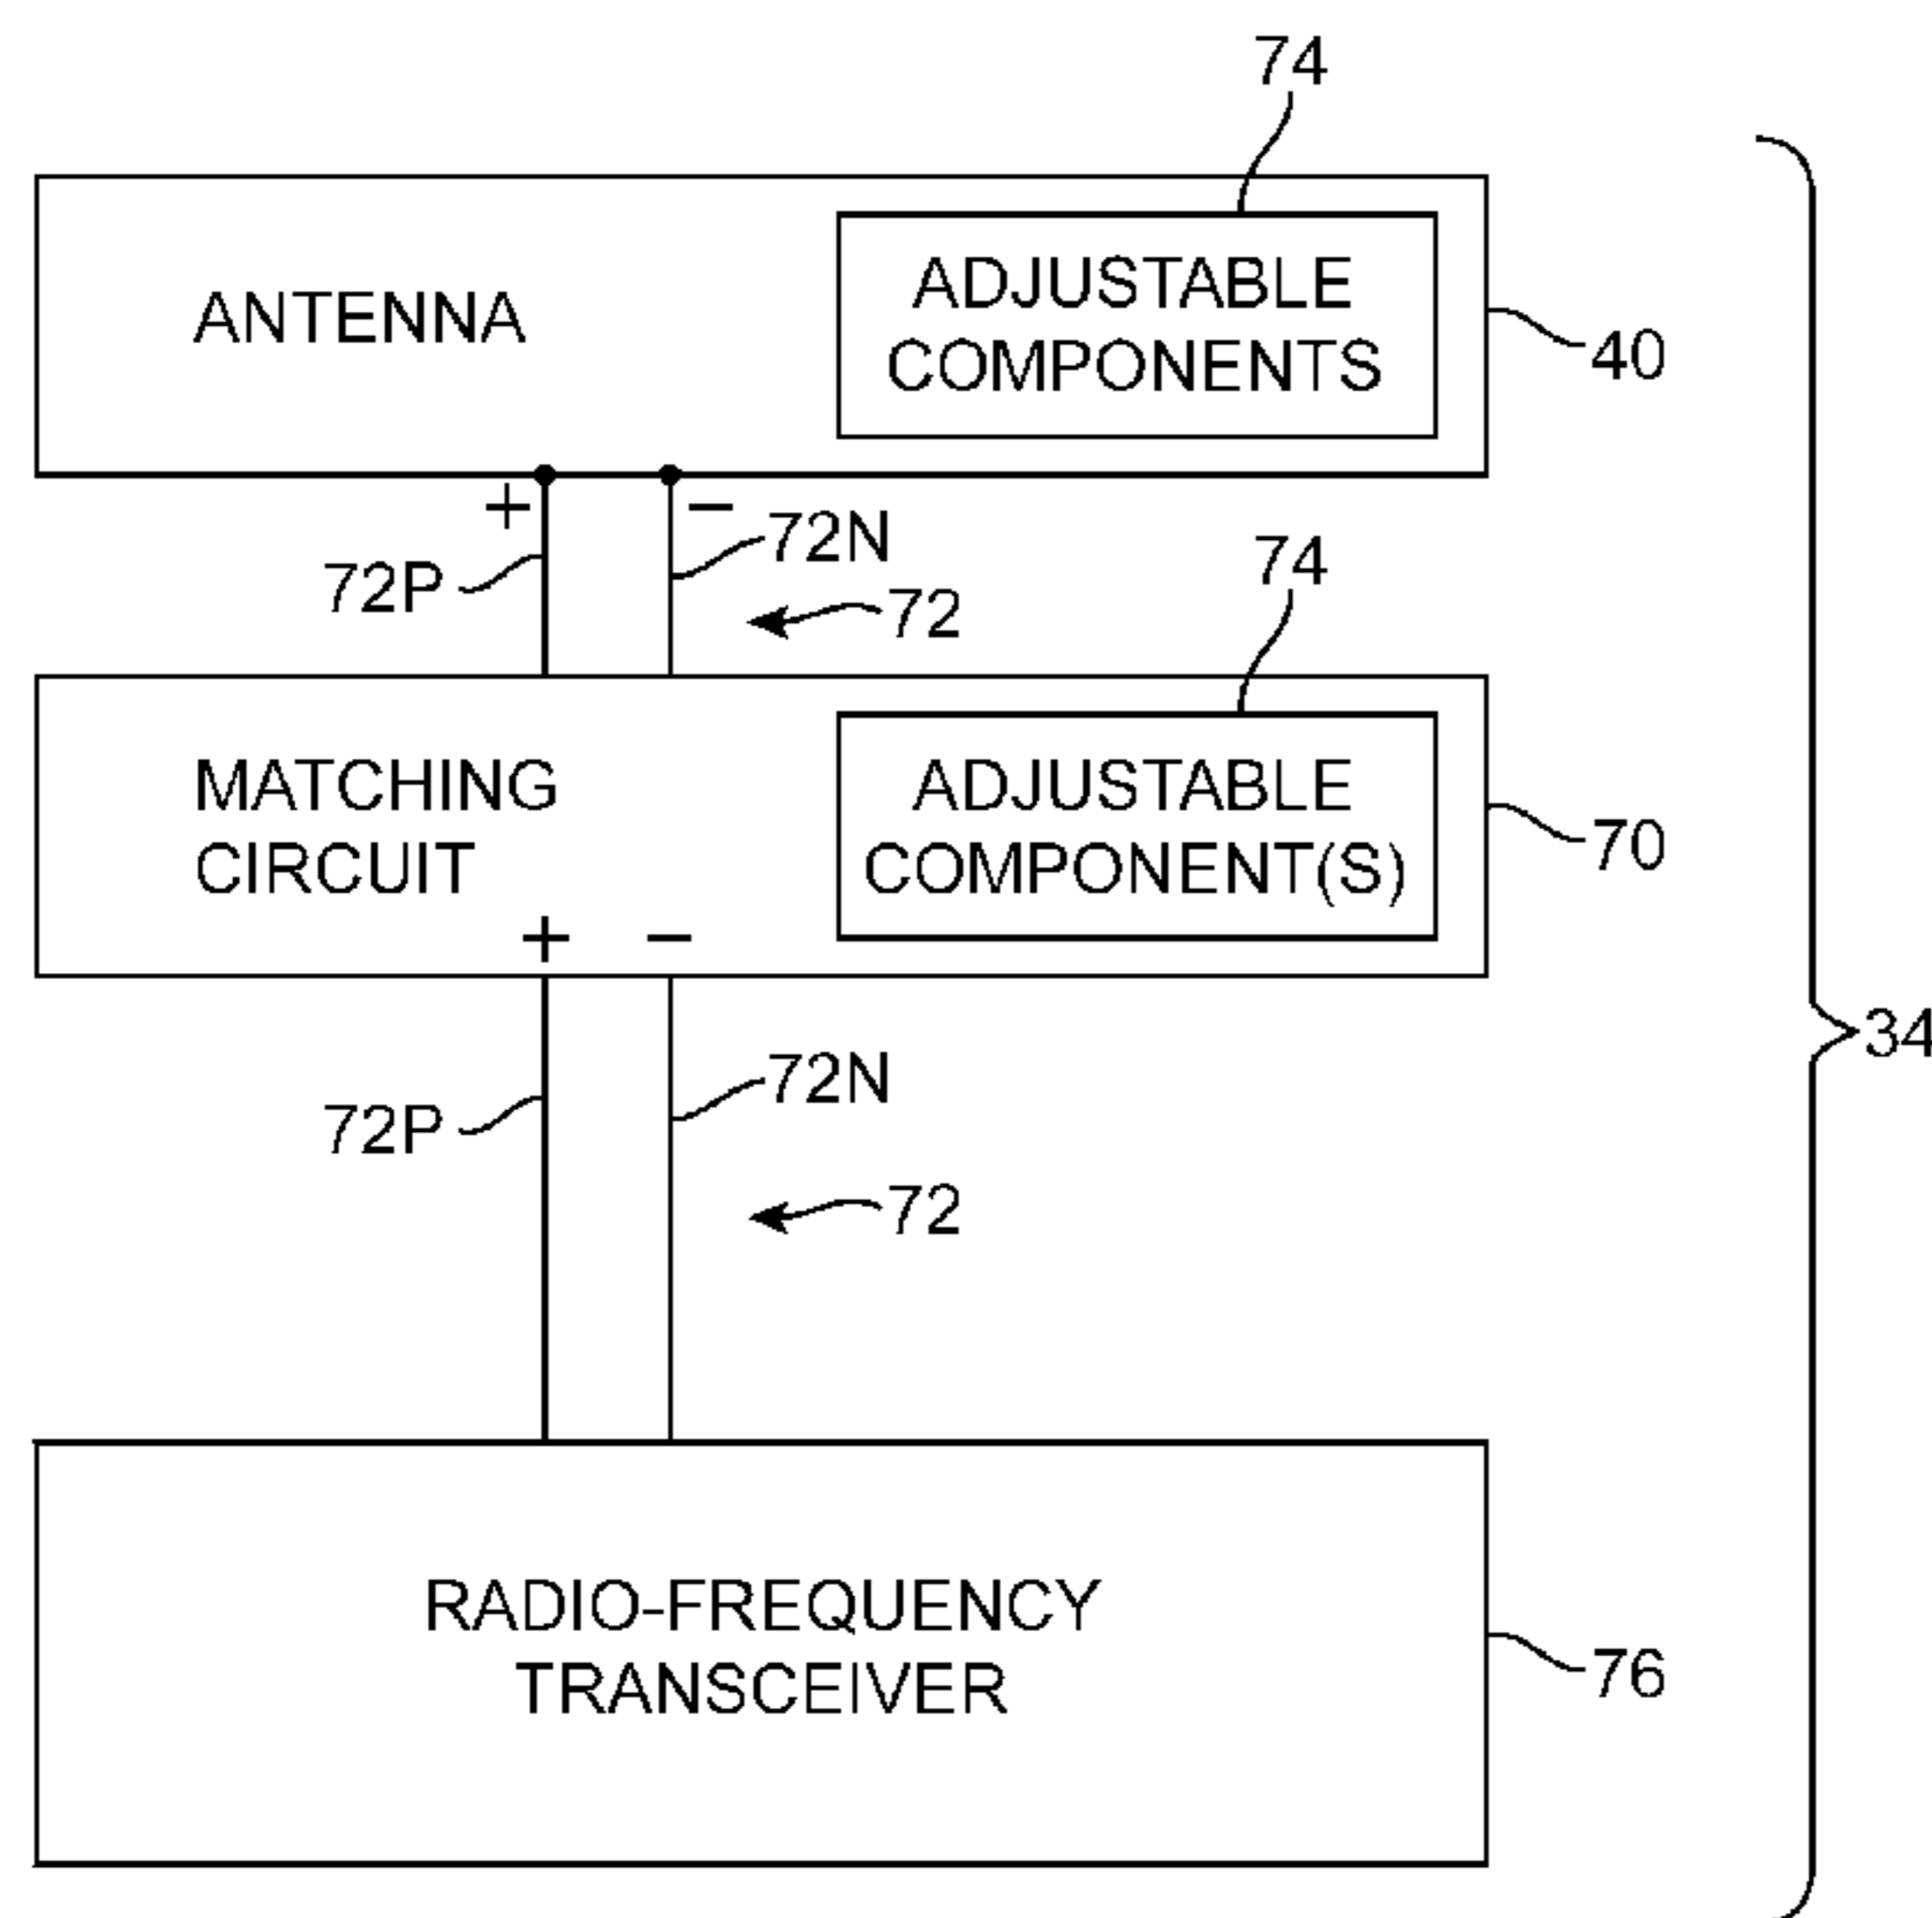 74
ANTENNA
ADJUSTABLE
COMPONENTS
40
+
−
72P
72N
72
74
MATCHING
CIRCUIT
ADJUSTABLE
COMPONENT(S)
70
+
−
34
72P
72N
72
RADIO-FREQUENCY
TRANSCEIVER
76